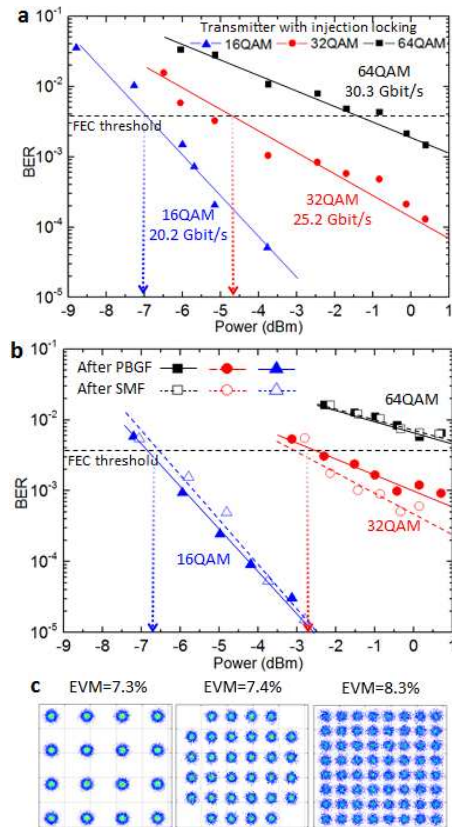 a
Transmitter with injection locking
16QAM 32QAM 64QAM
10⁻¹
10⁻²
10⁻³
10⁻⁴
10⁻⁵
BER
64QAM
30.3 Gbit/s
FEC threshold
16QAM
20.2 Gbit/s
32QAM
25.2 Gbit/s
-9 -8 -7 -6 -5 -4 -3 -2 -1 0 1
Power (dBm)
b
10⁻¹
10⁻²
10⁻³
10⁻⁴
10⁻⁵
BER
After PBGF
After SMF
64QAM
FEC threshold
16QAM
32QAM
-9 -8 -7 -6 -5 -4 -3 -2 -1 0
Power (dBm)
c
EVM=7.3% EVM=7.4% EVM=8.3%